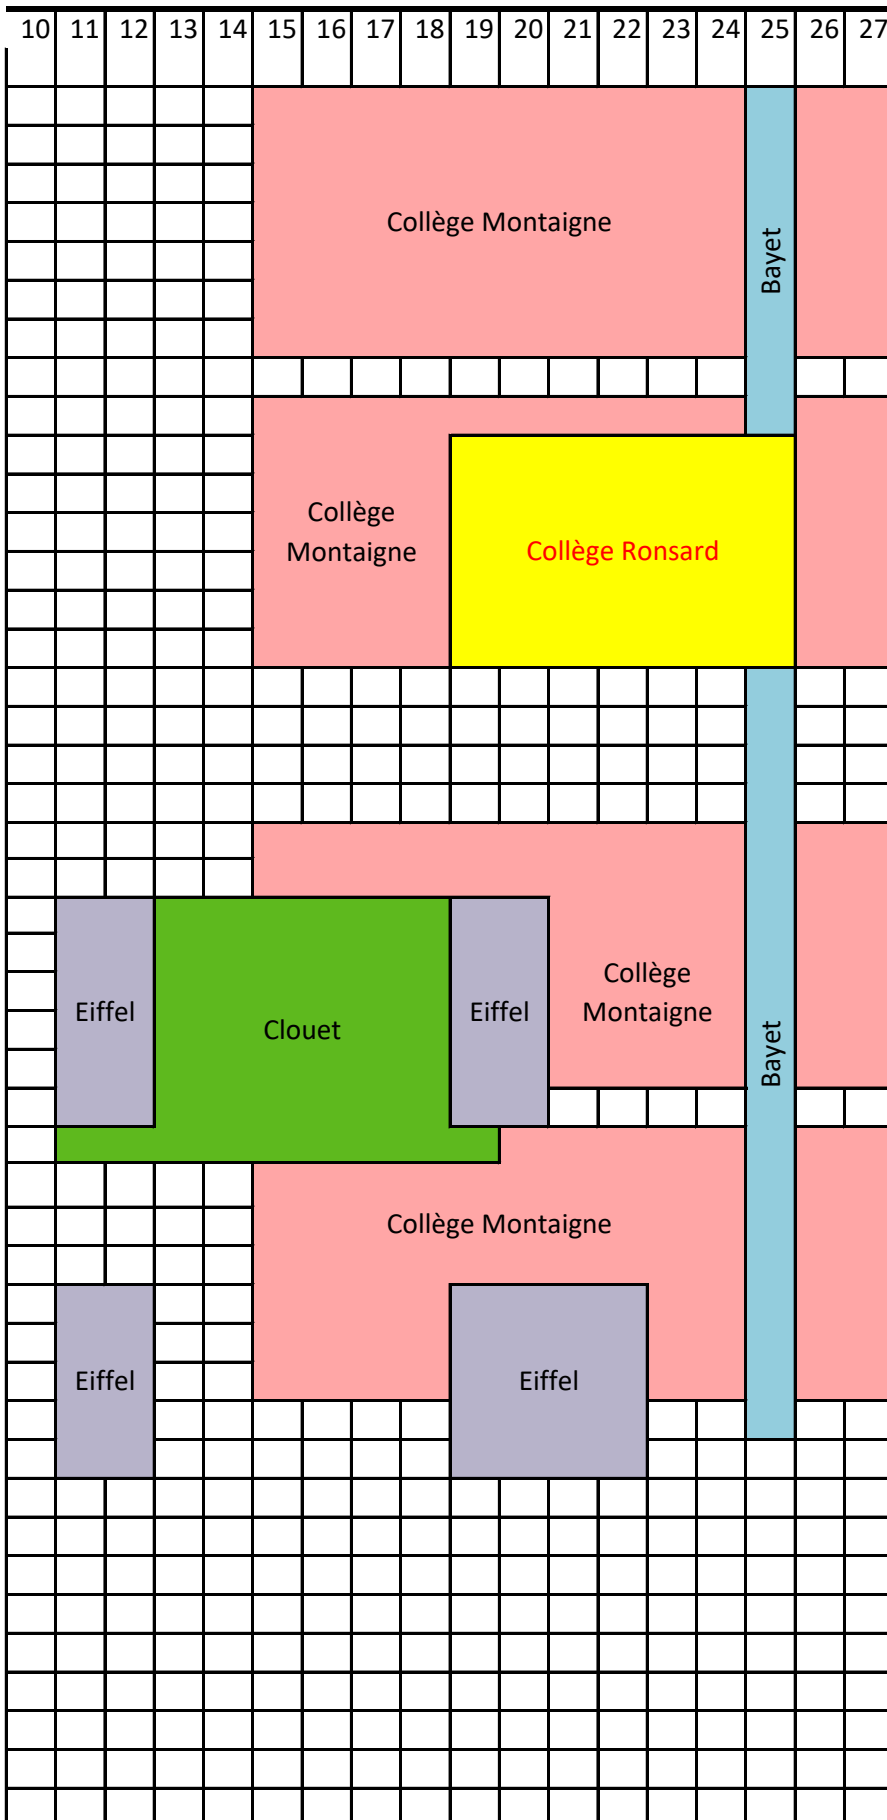 10 11 12 13 14 15 16 17 18 19 20 21 22 23 24 25 26 27
Collège Montaigne
Bayet
Collège
Montaigne
Collège Ronsard
Eiffel
Clouet
Eiffel
Collège
Montaigne
Bayet
Collège Montaigne
Eiffel
Eiffel